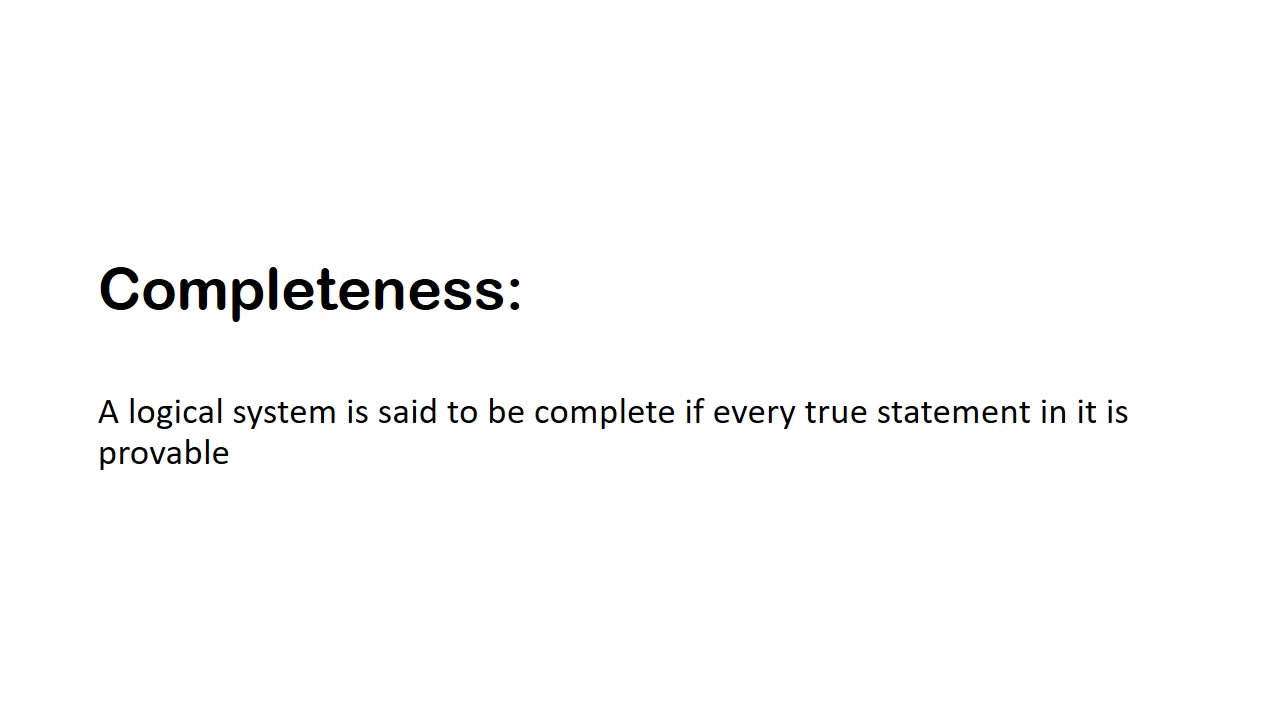 Completeness:
A logical system is said to be complete if every true statement in it is
provable